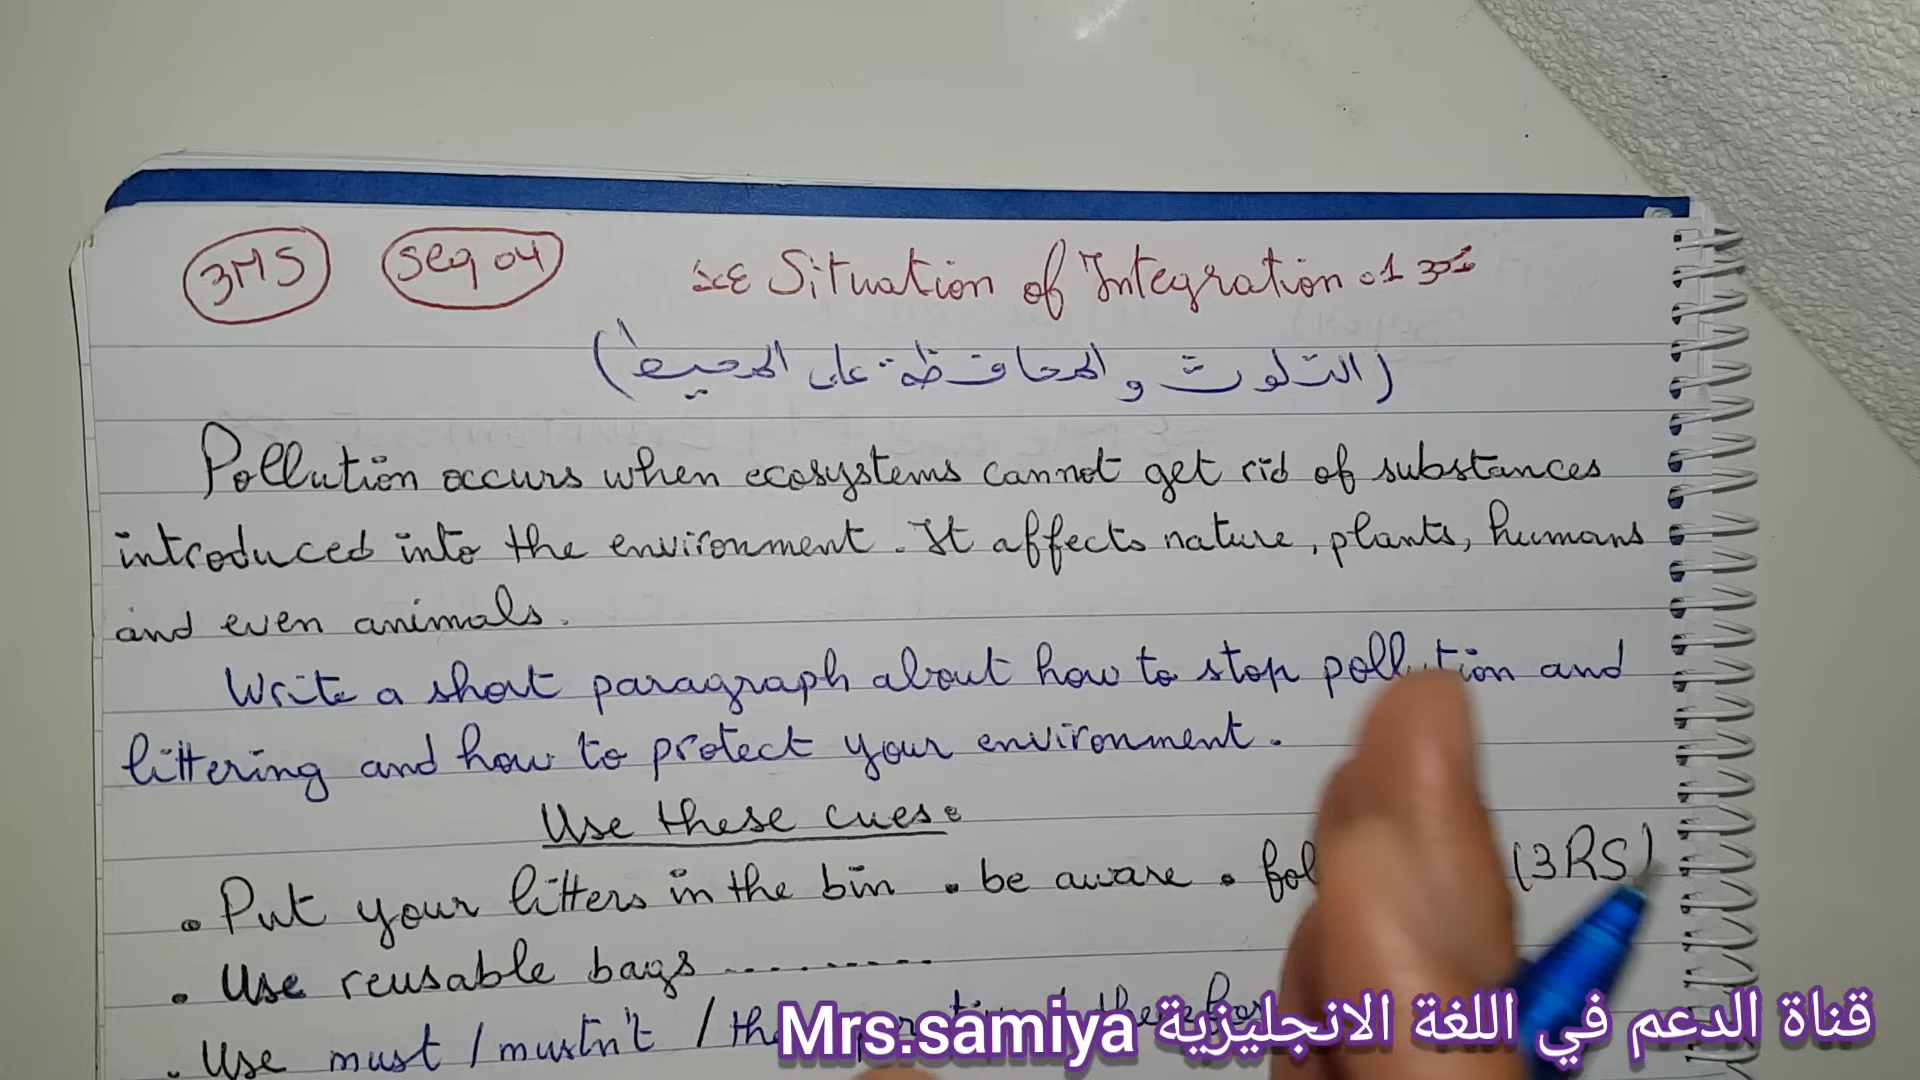 3MS Seq 04 Situation of Integration 01
(التلوث و المحافظة على المحيط)
Pollution occurs when ecosystems cannot get rid of substances
introduced into the environment. It affects nature, plants, humans
and even animals.
Write a short paragraph about how to stop pollution and
littering and how to protect your environment.
Use these cues:
. Put your litters in the bin . be aware . (3RS)
. Use reusable bags .........
. Use must / mustn't /
قناة الدعم في اللغة الانجليزية Mrs.samiya